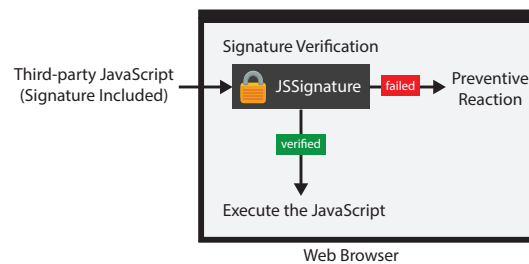 Signature Verification
Third-party JavaScript
(Signature Included)
JSSignature
failed
Preventive
Reaction
verified
Execute the JavaScript
Web Browser